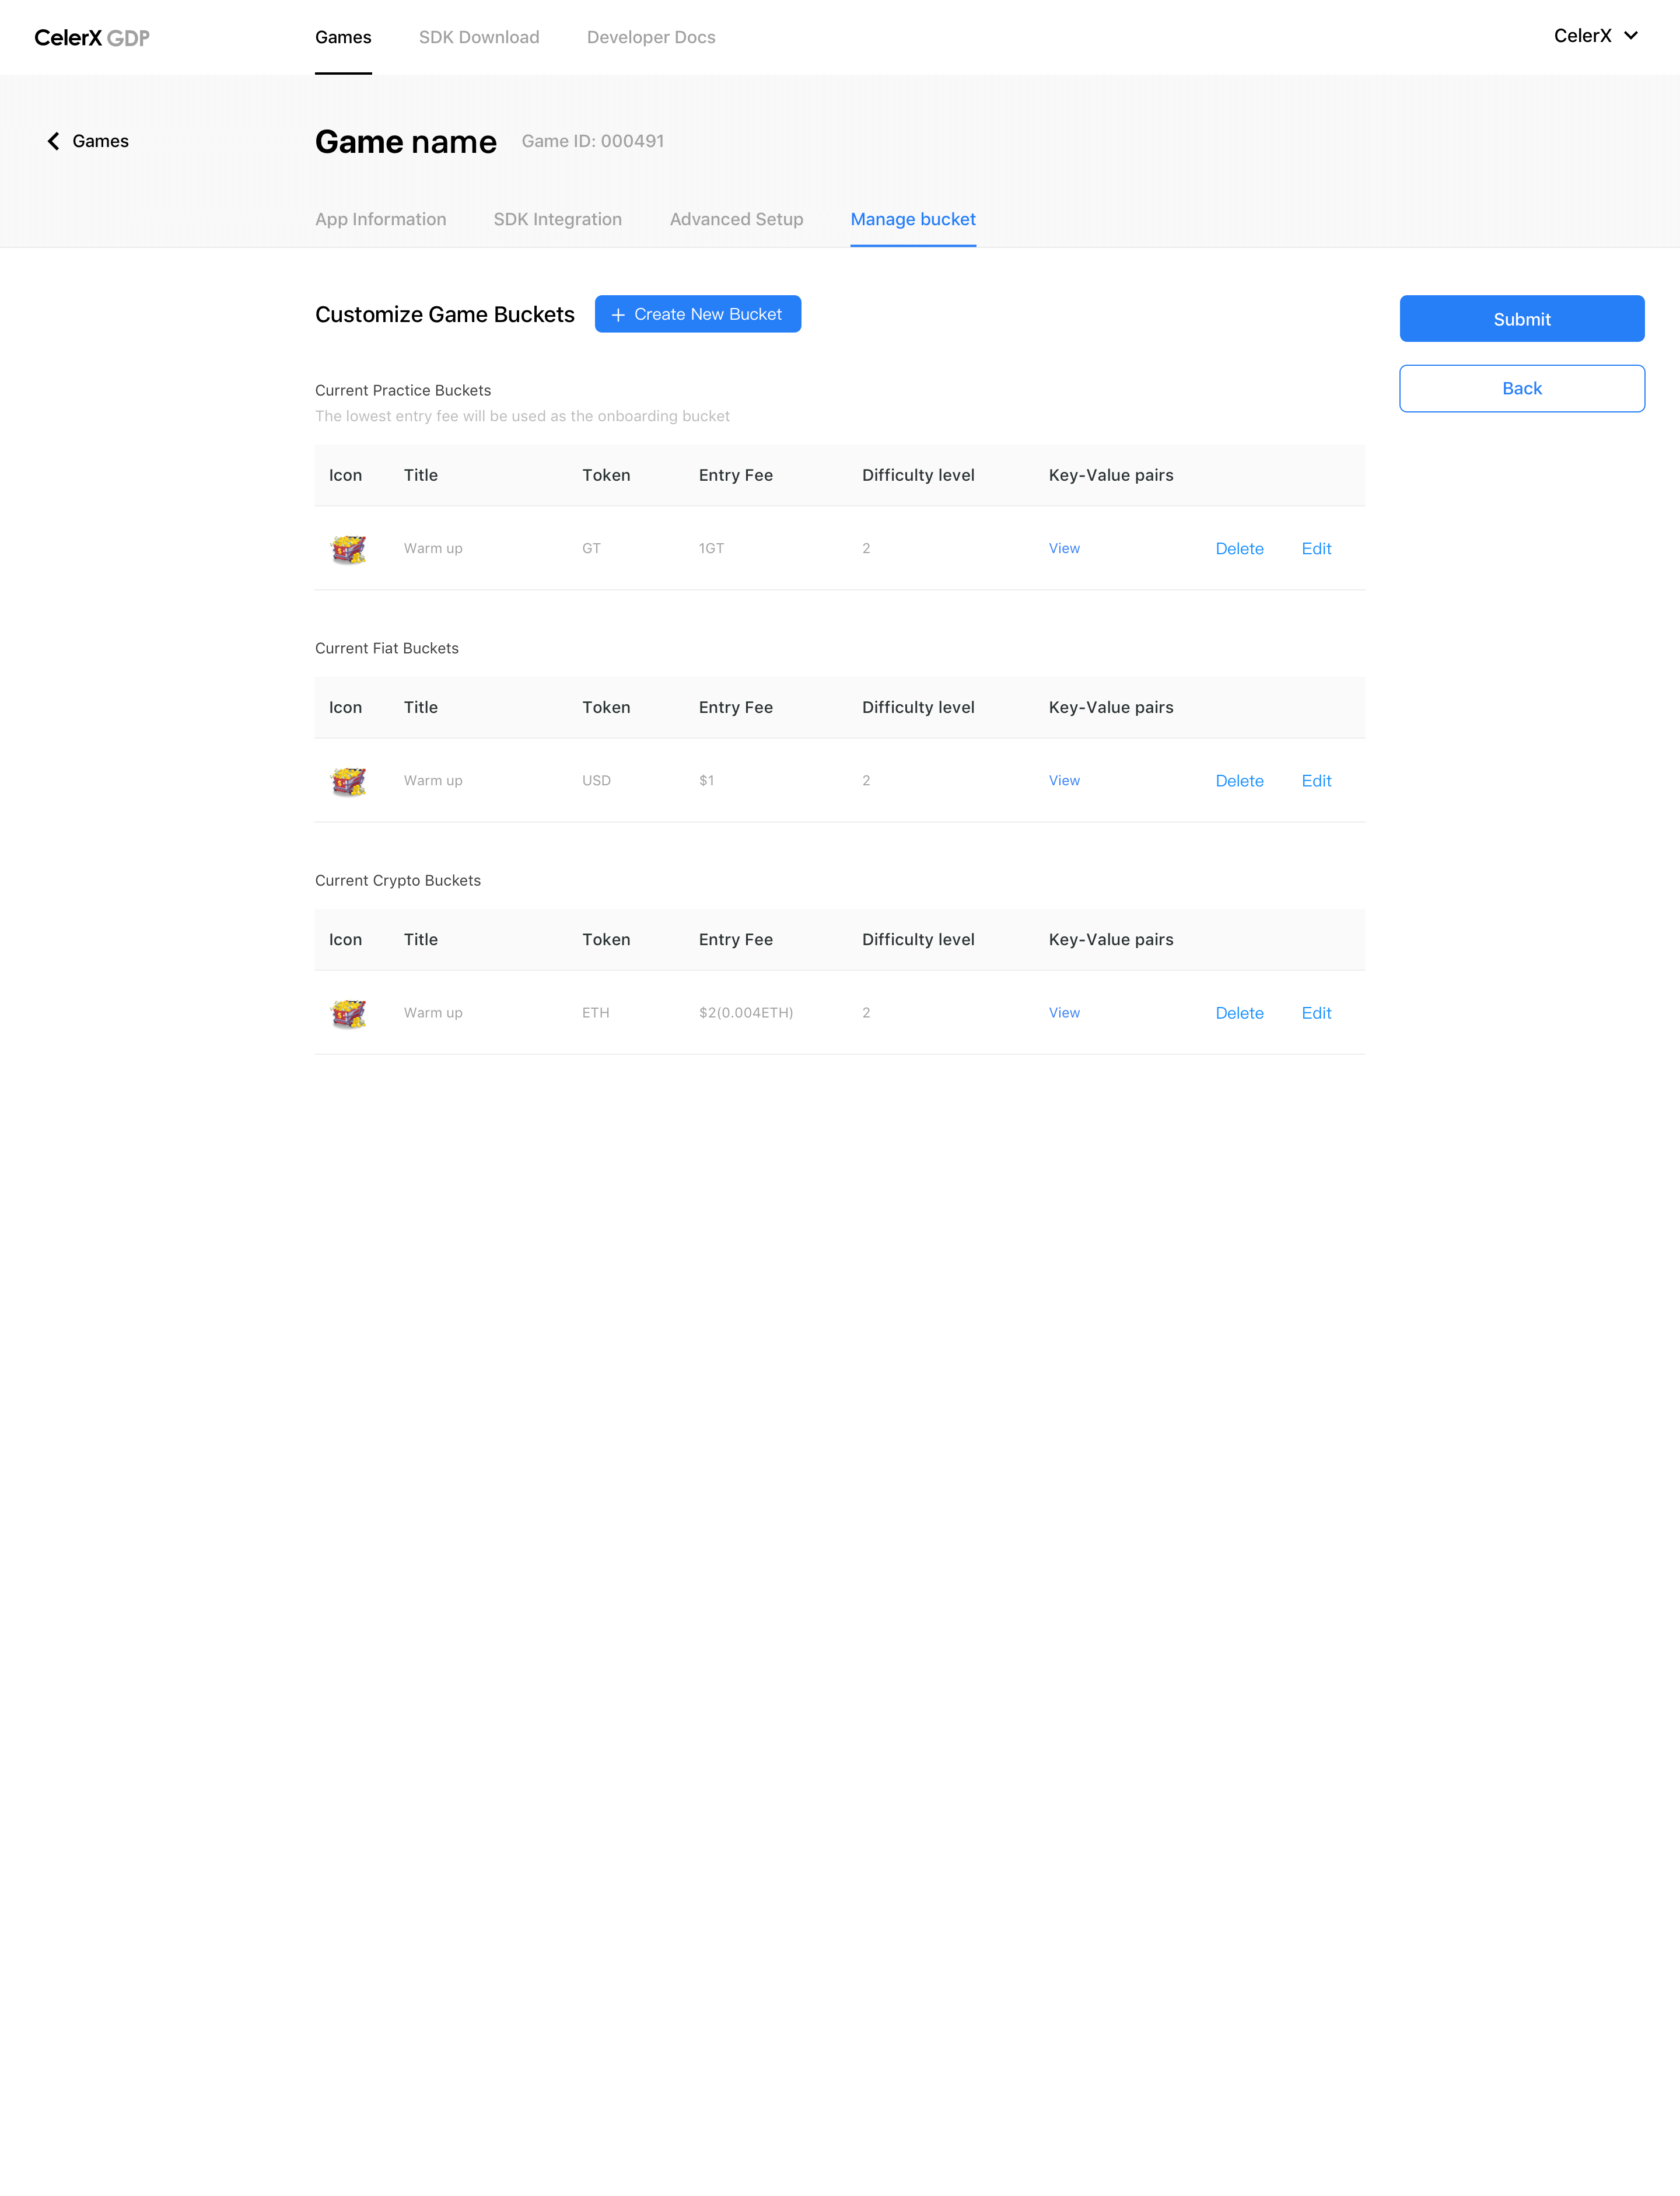 CelerX GDP
Games SDK Download Developer Docs
CelerX
Games
Game name Game ID: 000491
App Information SDK Integration Advanced Setup Manage bucket
Customize Game Buckets + Create New Bucket
Submit
Back
Current Practice Buckets
The lowest entry fee will be used as the onboarding bucket
Icon Title Token Entry Fee Difficulty level Key-Value pairs
Warm up GT 1GT 2 View Delete Edit
Current Fiat Buckets
Icon Title Token Entry Fee Difficulty level Key-Value pairs
Warm up USD $1 2 View Delete Edit
Current Crypto Buckets
Icon Title Token Entry Fee Difficulty level Key-Value pairs
Warm up ETH $2(0.004ETH) 2 View Delete Edit